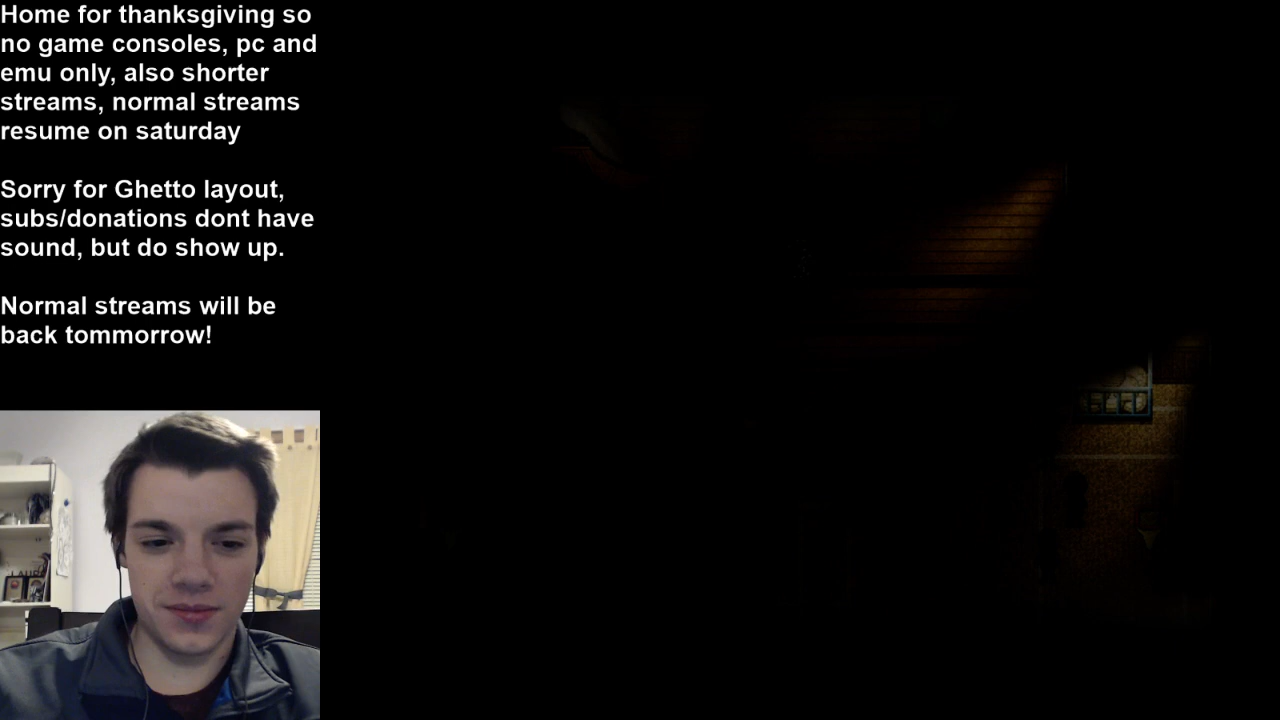 Home for thanksgiving so
no game consoles, pc and
emu only, also shorter
streams, normal streams
resume on saturday
Sorry for Ghetto layout,
subs/donations dont have
sound, but do show up.
Normal streams will be
back tommorrow!